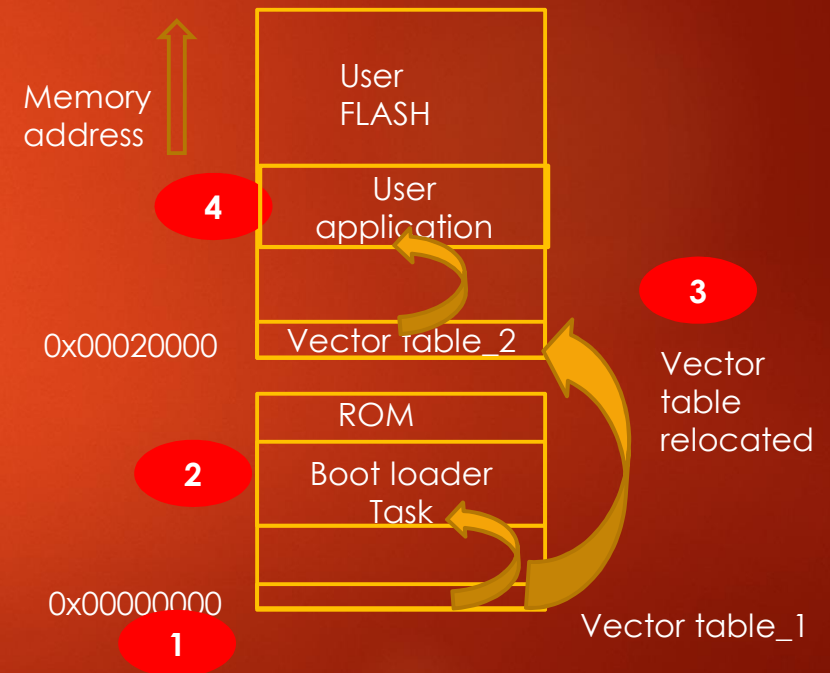 Memory
address
User
FLASH
4
User
application
3
0x00020000
Vector table_2
Vector
table
relocated
ROM
2
Boot loader
Task
0x00000000
1
Vector table_1